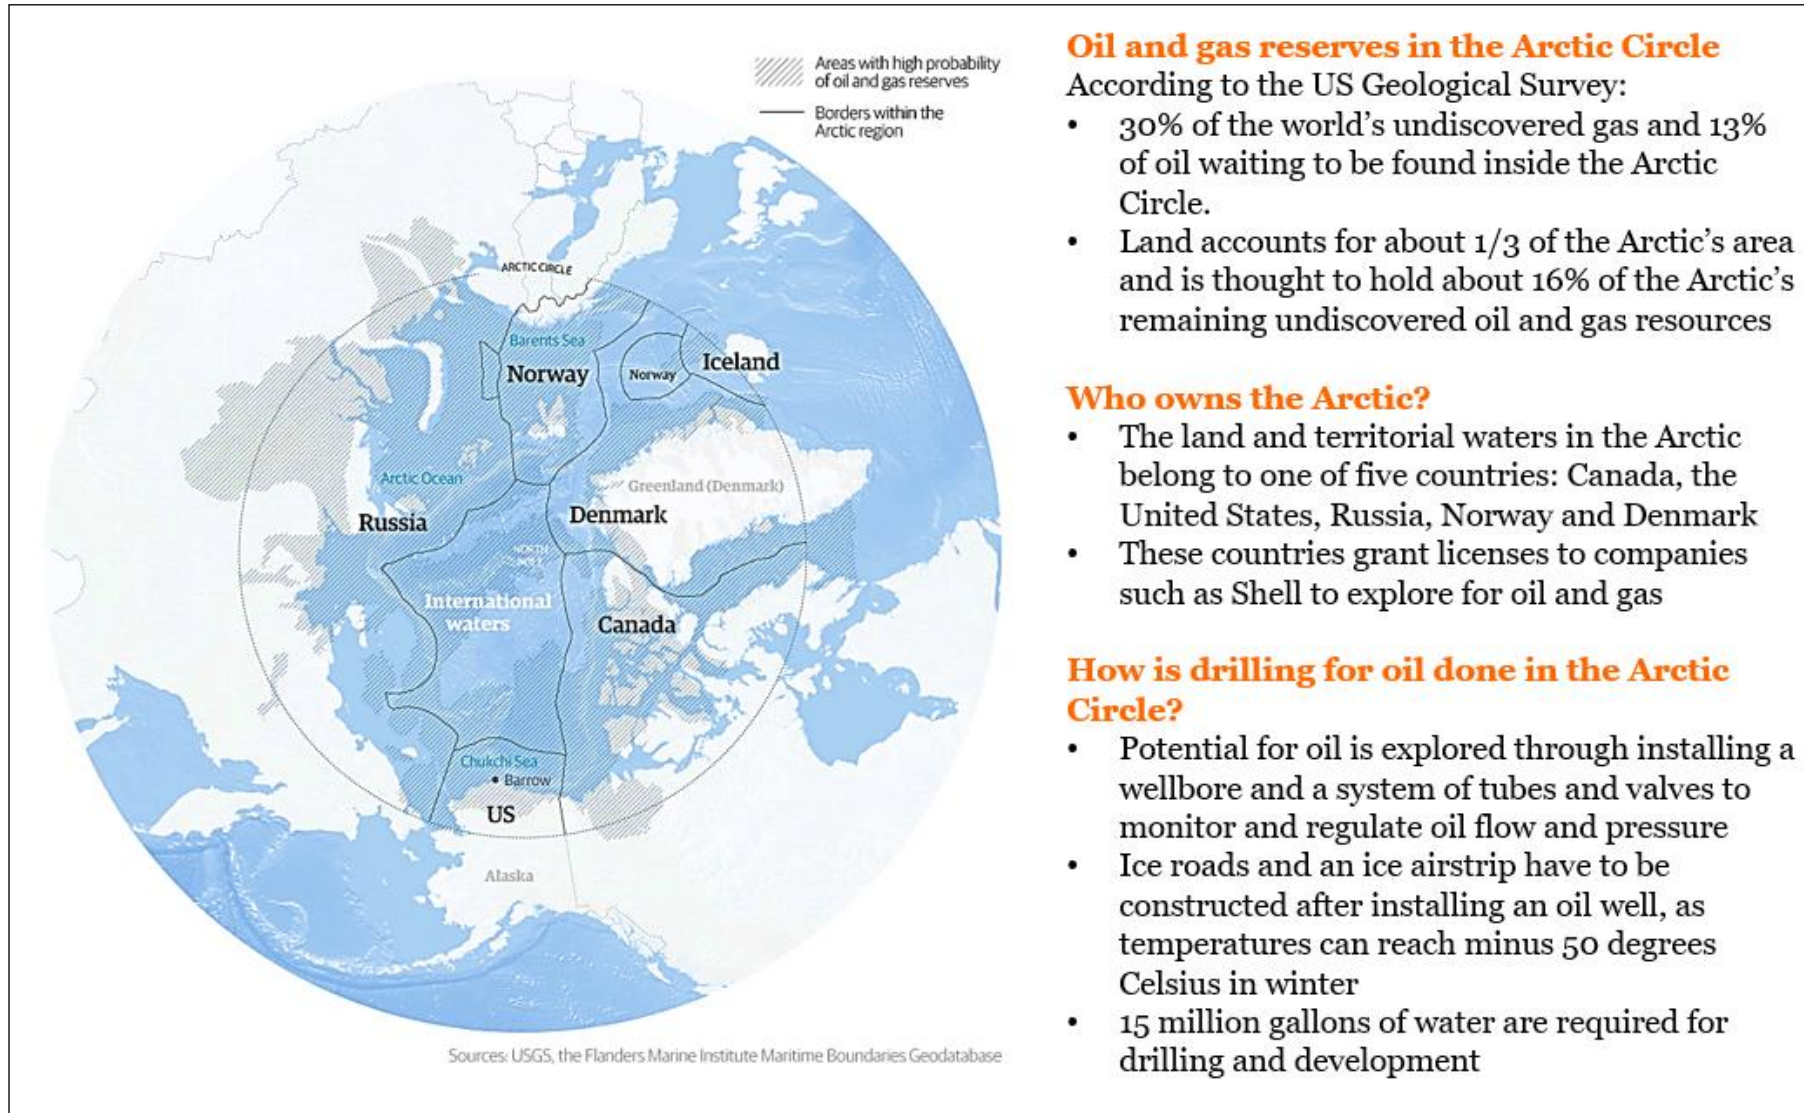 Areas with high probability
of oil and gas reserves
Borders within the
Arctic region
ARCTIC CIRCLE
Barents Sea
Norway
Norway
Iceland
Arctic Ocean
Greenland (Denmark)
Russia
Denmark
NORTH
POLE
International
waters
Canada
Chukchi Sea
• Barrow
US
Alaska
Sources: USGS, the Flanders Marine Institute Maritime Boundaries Geodatabase
Oil and gas reserves in the Arctic Circle
According to the US Geological Survey:
• 30% of the world’s undiscovered gas and 13%
of oil waiting to be found inside the Arctic
Circle.
• Land accounts for about 1/3 of the Arctic’s area
and is thought to hold about 16% of the Arctic’s
remaining undiscovered oil and gas resources
Who owns the Arctic?
• The land and territorial waters in the Arctic
belong to one of five countries: Canada, the
United States, Russia, Norway and Denmark
• These countries grant licenses to companies
such as Shell to explore for oil and gas
How is drilling for oil done in the Arctic
Circle?
• Potential for oil is explored through installing a
wellbore and a system of tubes and valves to
monitor and regulate oil flow and pressure
• Ice roads and an ice airstrip have to be
constructed after installing an oil well, as
temperatures can reach minus 50 degrees
Celsius in winter
• 15 million gallons of water are required for
drilling and development